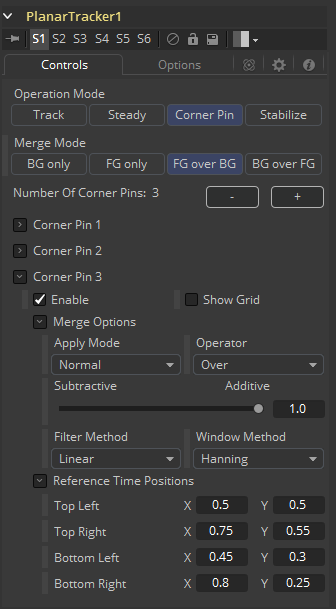 PlanarTracker1
S1 S2 S3 S4 S5 S6
Controls Options
Operation Mode
Track Steady Corner Pin Stabilize
Merge Mode
BG only FG only FG over BG BG over FG
Number Of Corner Pins: 3 - +
Corner Pin 1
Corner Pin 2
Corner Pin 3
Enable Show Grid
Merge Options
Apply Mode Operator
Normal Over
Subtractive Additive
1.0
Filter Method Window Method
Linear Hanning
Reference Time Positions
Top Left X 0.5 Y 0.5
Top Right X 0.75 Y 0.55
Bottom Left X 0.45 Y 0.3
Bottom Right X 0.8 Y 0.25